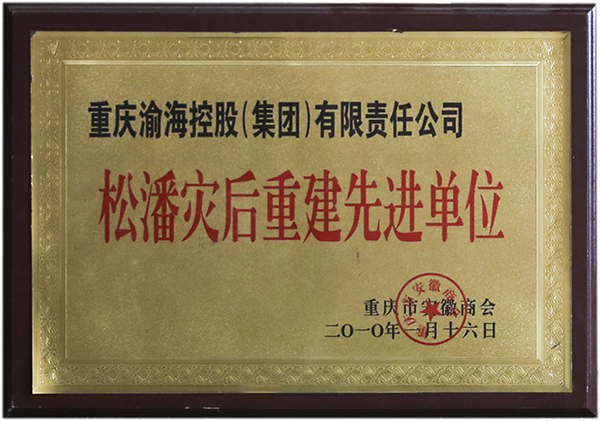 重庆渝海控股(集团)有限责任公司
松潘灾后重建先进单位
重庆市安徽商会
二〇一〇年一月十六日